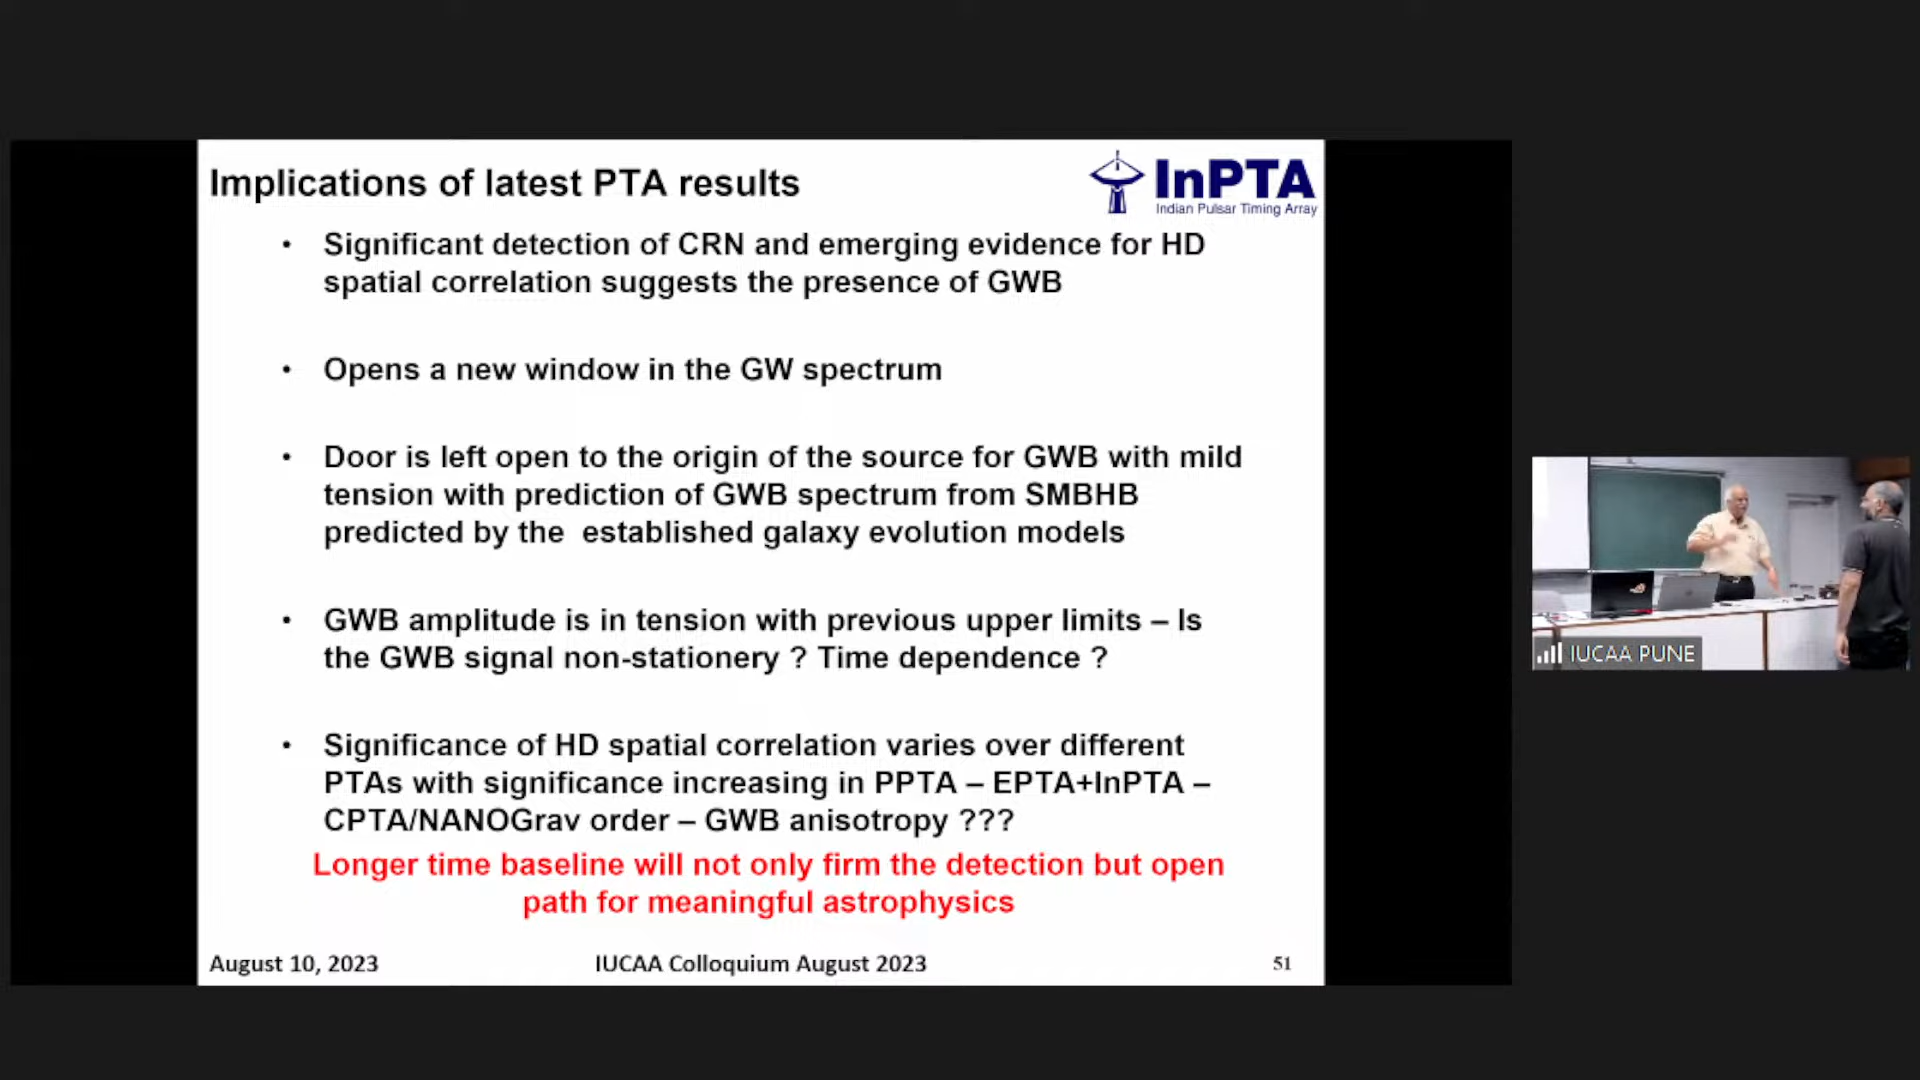 Implications of latest PTA results
InPTA
Indian Pulsar Timing Array
• Significant detection of CRN and emerging evidence for HD
spatial correlation suggests the presence of GWB
• Opens a new window in the GW spectrum
• Door is left open to the origin of the source for GWB with mild
tension with prediction of GWB spectrum from SMBHB
predicted by the established galaxy evolution models
• GWB amplitude is in tension with previous upper limits – Is
the GWB signal non-stationery ? Time dependence ?
• Significance of HD spatial correlation varies over different
PTAs with significance increasing in PPTA – EPTA+InPTA –
CPTA/NANOGrav order – GWB anisotropy ???
Longer time baseline will not only firm the detection but open
path for meaningful astrophysics
August 10, 2023
IUCAA Colloquium August 2023
51
IUCAA PUNE